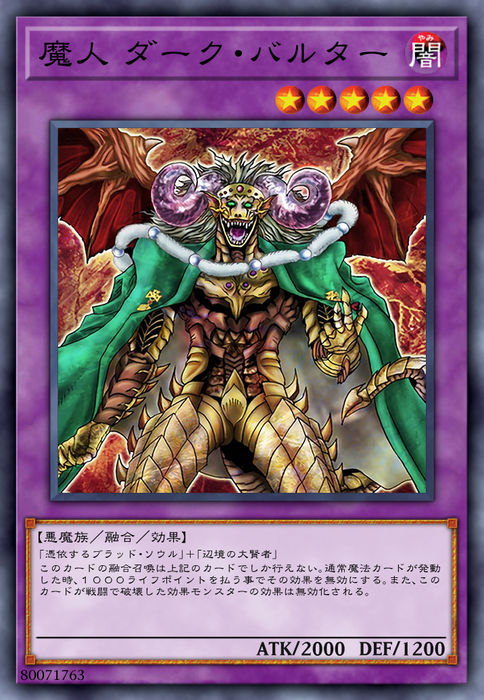 魔人 ダーク・バルター
やみ
闇
【悪魔族／融合／効果】
「憑依するブラッド・ソウル」＋「辺境の大賢者」
このカードの融合召喚は上記のカードでしか行えない。通常魔法カードが発動
した時、１０００ライフポイントを払う事でその効果を無効にする。また、この
カードが戦闘で破壊した効果モンスターの効果は無効化される。
ATK/2000 DEF/1200
80071763